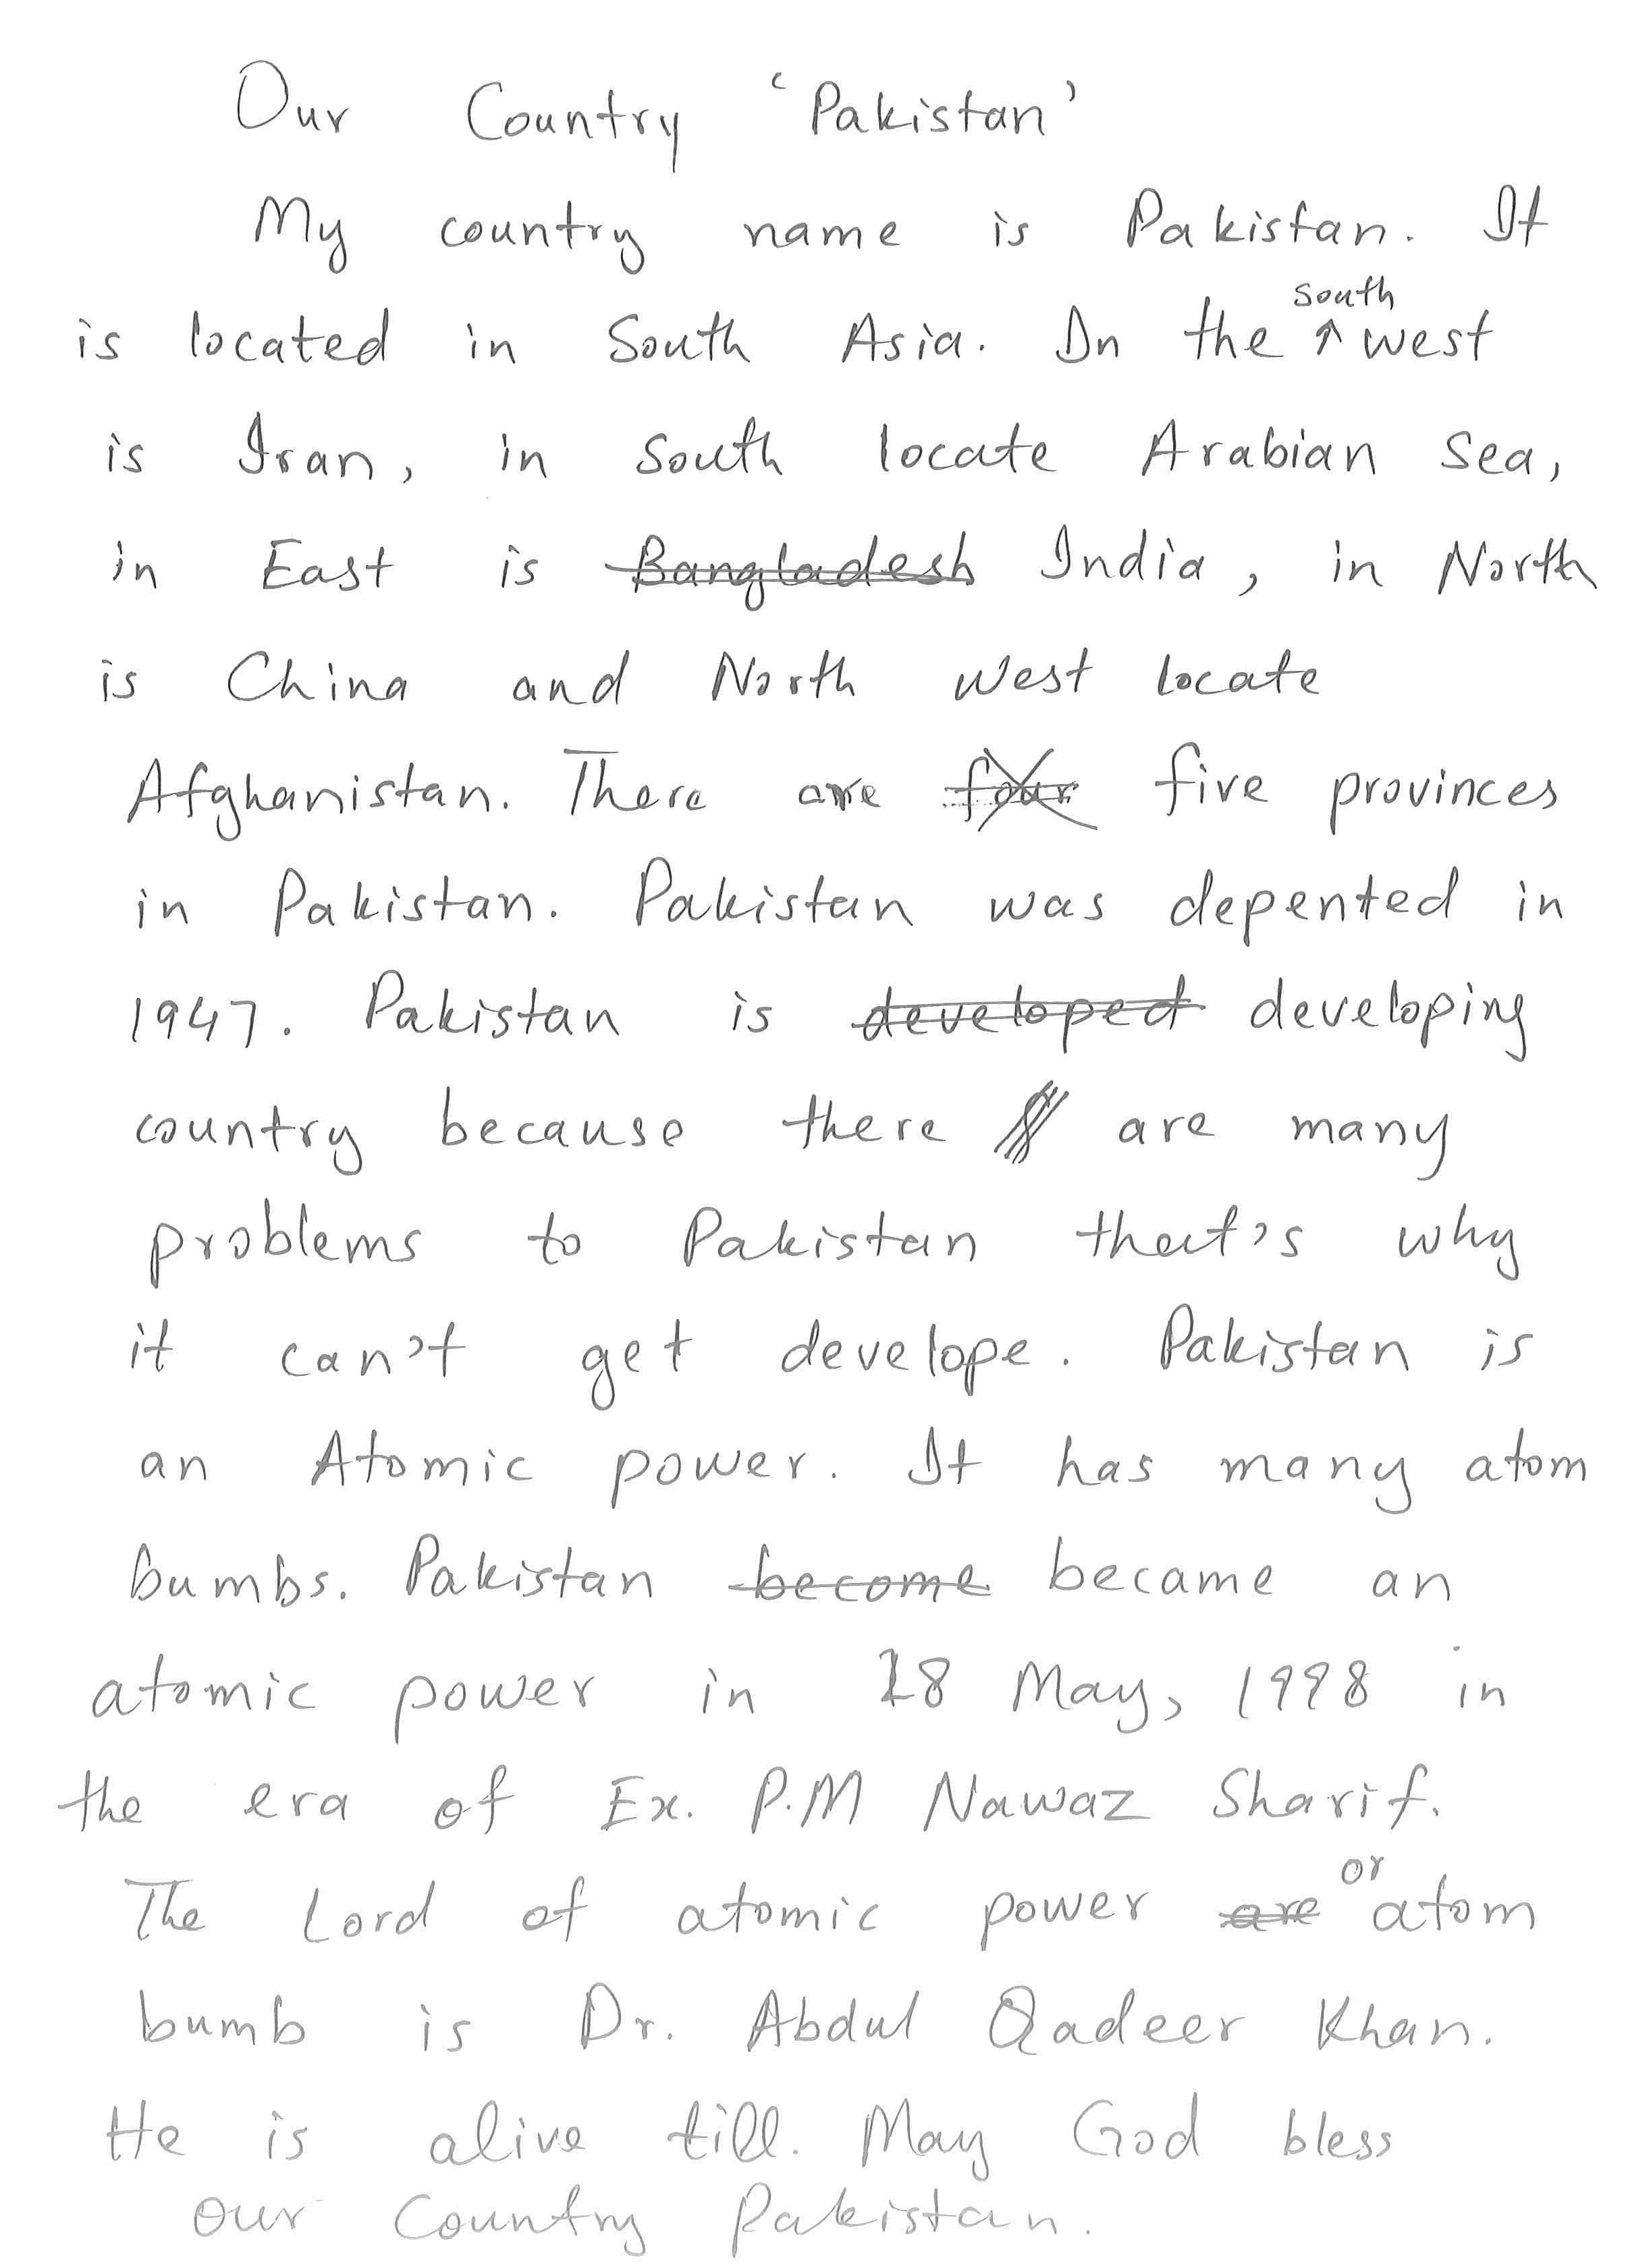 Our Country 'Pakistan'
My country name is Pakistan. It
is located in South Asia. In the south west
is Iran, in south locate Arabian sea,
in East is Bangladesh India, in North
is China and North west locate
Afghanistan. There are four five provinces
in Pakistan. Pakistan was depented in
1947. Pakistan is developed developing
country because there are many
problems to Pakistan that's why
it can't get develope. Pakistan is
an Atomic power. It has many atom
bumbs. Pakistan become became an
atomic power in 28 May, 1998 in
the era of Ex. P.M Nawaz Sharif.
The Lord of atomic power are or atom
bumb is Dr. Abdul Qadeer Khan.
He is alive till. May God bless
our Country Pakistan.